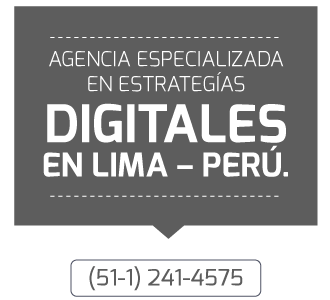 AGENCIA ESPECIALIZADA
EN ESTRATEGÍAS
DIGITALES
EN LIMA – PERÚ.
(51-1) 241-4575